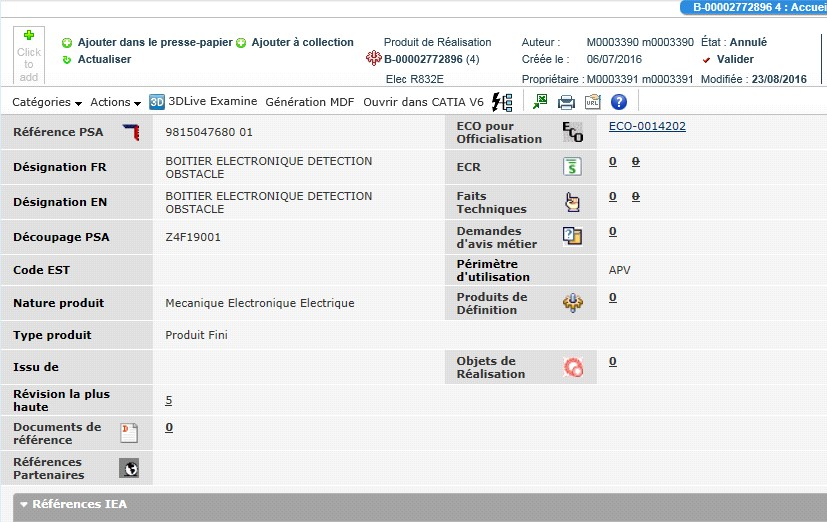 B-00002772896 4 : Accuei
Click
to
add
Ajouter dans le presse-papier Ajouter à collection
Actualiser
Produit de Réalisation
B-00002772896 (4)
Elec R832E
Auteur : M0003390 m0003390 État : Annulé
Créée le : 06/07/2016 Valider
Propriétaire : M0003391 m0003391 Modifiée : 23/08/2016
Catégories Actions 3D 3DLive Examine Génération MDF Ouvrir dans CATIA V6 URL ?
Référence PSA 9815047680 01
ECO pour
Officialisation ECO ECO-0014202
Désignation FR BOITIER ELECTRONIQUE DETECTION
OBSTACLE
ECR 0 0
Désignation EN BOITIER ELECTRONIQUE DETECTION
OBSTACLE
Faits
Techniques 0 0
Découpage PSA Z4F19001
Demandes
d'avis métier 0
Code EST
Périmètre
d'utilisation APV
Nature produit Mecanique Electronique Electrique
Produits de
Définition 0
Type produit Produit Fini
Issu de
Objets de
Réalisation 0
Révision la plus
haute 5
Documents de
référence 0
Références
Partenaires
Références IEA